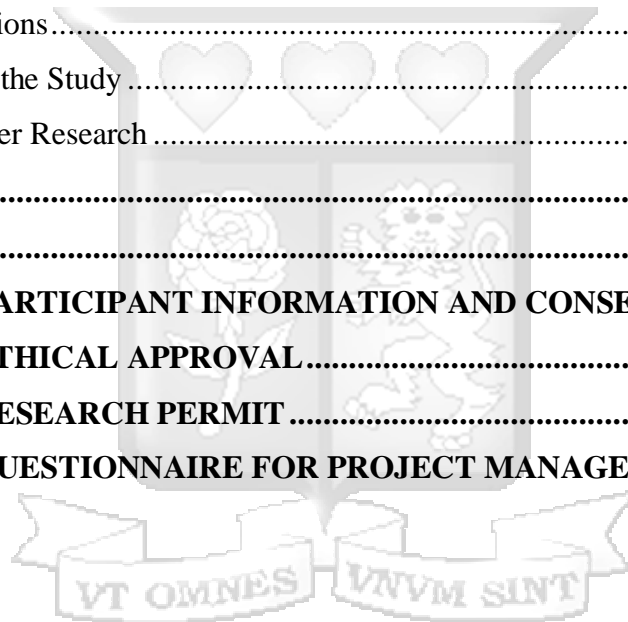 ions..............................................................................
the Study.....................................................................
er Research..................................................................
....................................................................................
....................................................................................
ARTICIPANT INFORMATION AND CONSE
THICAL APPROVAL...........................................
ESEARCH PERMIT.............................................
UESTIONNAIRE FOR PROJECT MANAGE
VT OMNES VNVM SINT